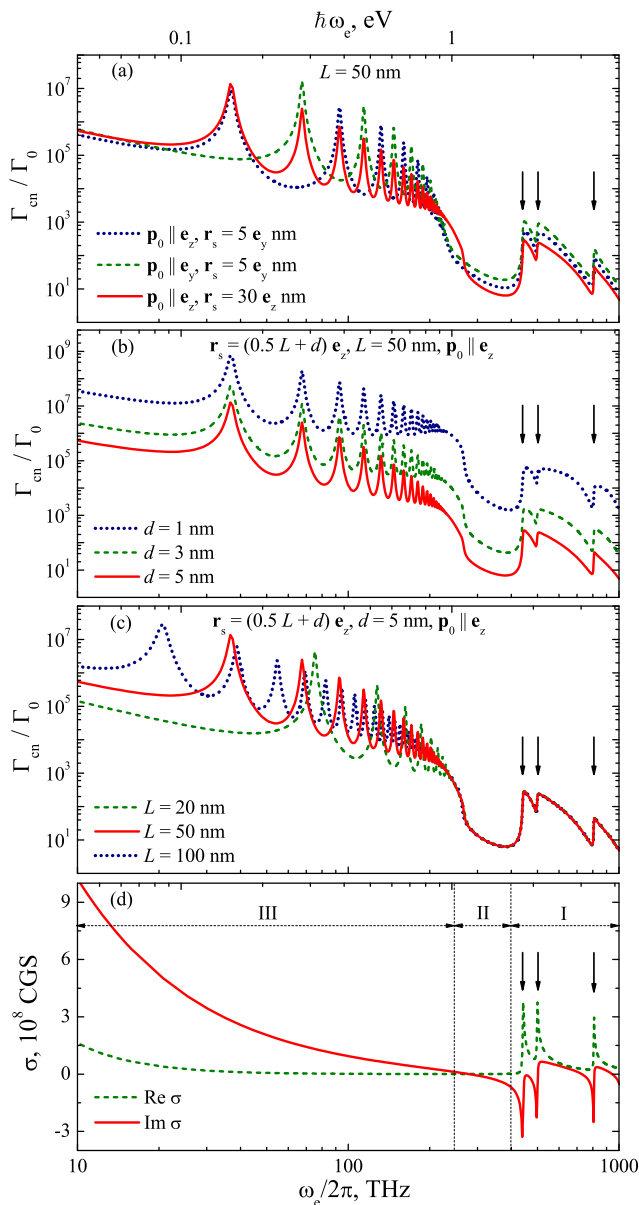 ħω_e, eV
0.1 1
(a) L = 50 nm
10^7
10^5
10^3
10^1
Γ_cn / Γ_0
p_0 || e_z, r_s = 5 e_y nm
p_0 || e_y, r_s = 5 e_y nm
p_0 || e_z, r_s = 30 e_z nm
(b) r_s = (0.5 L + d) e_z, L = 50 nm, p_0 || e_z
10^9
10^7
10^5
10^3
10^1
Γ_cn / Γ_0
d = 1 nm
d = 3 nm
d = 5 nm
(c) r_s = (0.5 L + d) e_z, d = 5 nm, p_0 || e_z
10^7
10^5
10^3
10^1
Γ_cn / Γ_0
L = 20 nm
L = 50 nm
L = 100 nm
(d)
III II I
9
6
3
0
-3
σ, 10^8 CGS
Re σ
Im σ
10 100 1000
ω_e/2π, THz